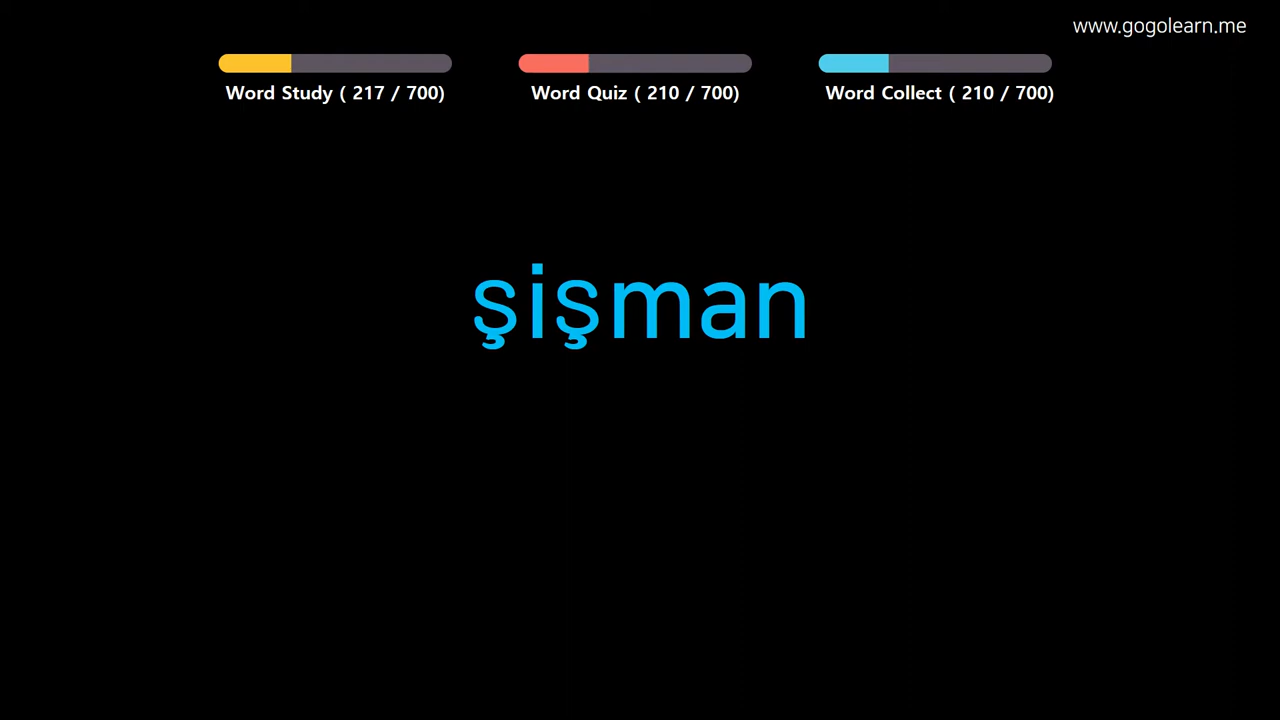 www.gogolearn.me
Word Study ( 217 / 700)
Word Quiz ( 210 / 700)
Word Collect ( 210 / 700)
şişman